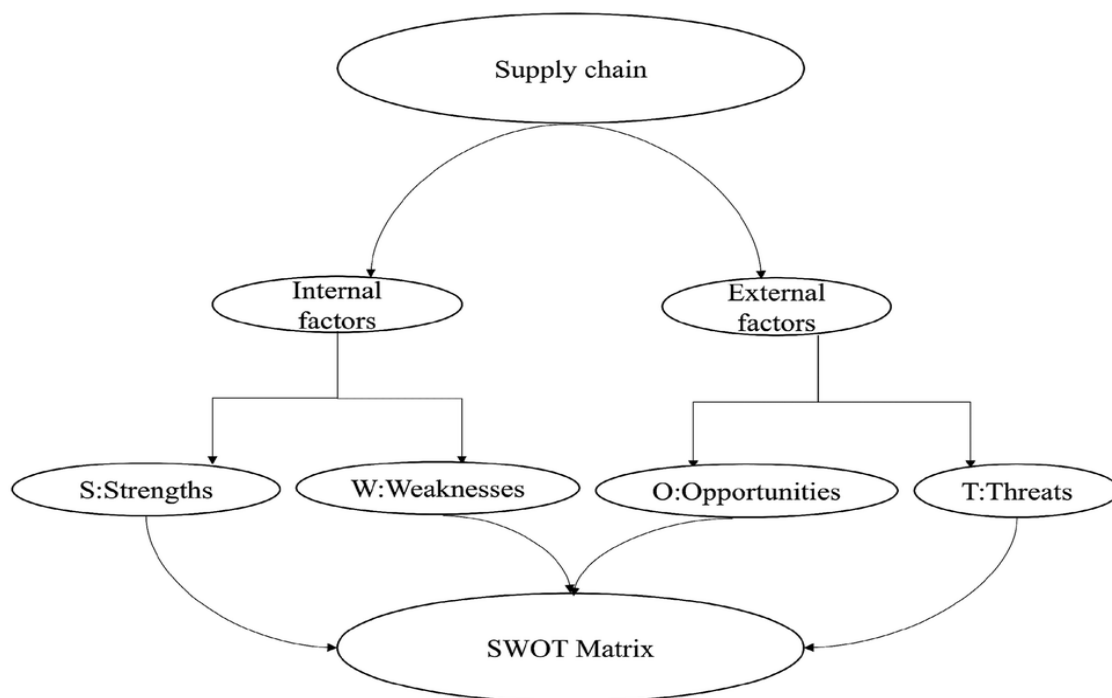 Supply chain
Internal
factors
External
factors
S:Strengths
W:Weaknesses
O:Opportunities
T:Threats
SWOT Matrix